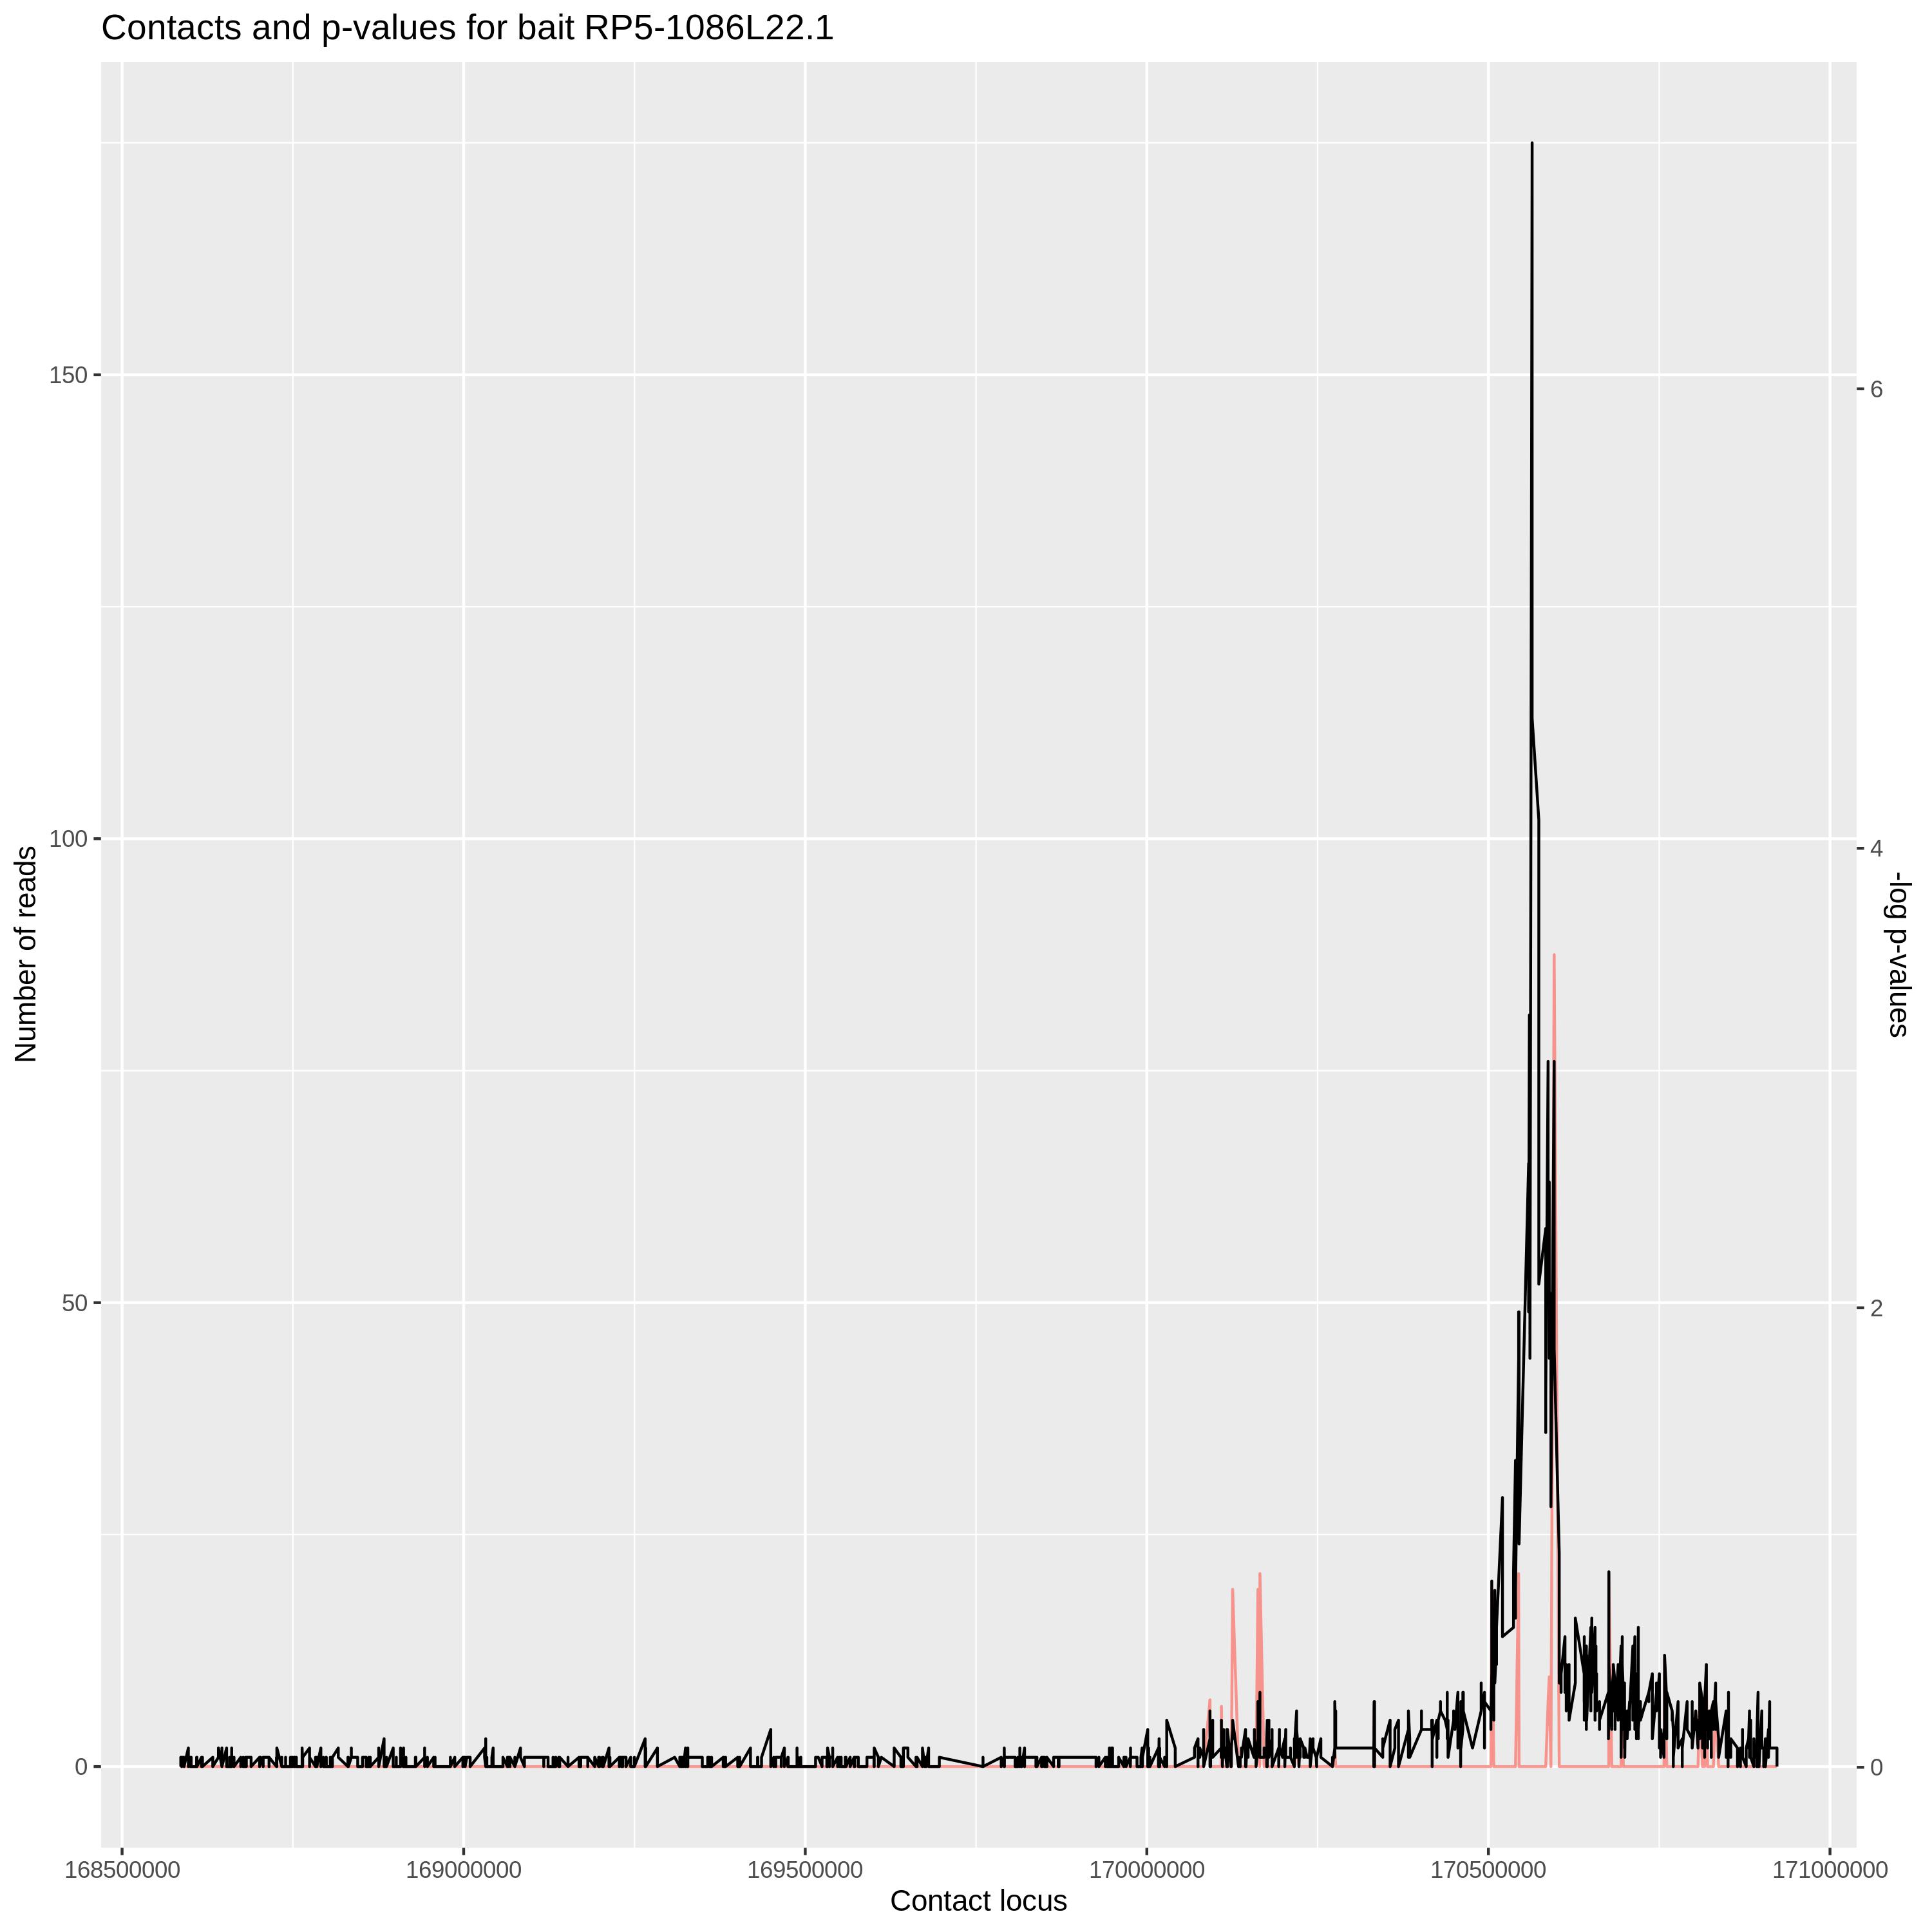 Contacts and p-values for bait RP5-1086L22.1
150
100
50
0
Number of reads
6
4
2
0
-log p-values
168500000 169000000 169500000 170000000 170500000 171000000
Contact locus